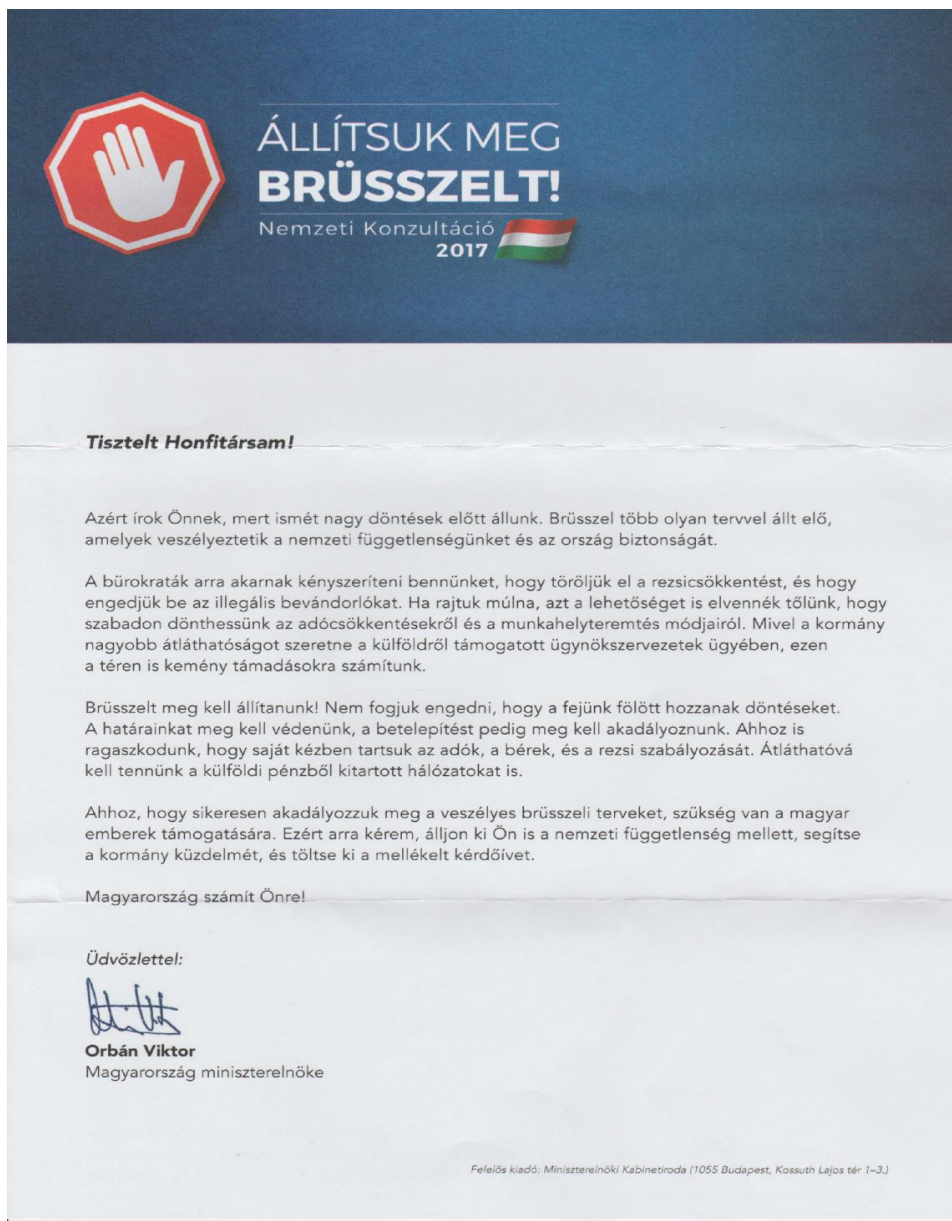 ÁLLÍTSUK MEG
BRÜSSZELT!
Nemzeti Konzultáció
2017
Tisztelt Honfitársam!
Azért írok Önnek, mert ismét nagy döntések előtt állunk. Brüsszel több olyan tervvel állt elő,
amelyek veszélyeztetik a nemzeti függetlenségünket és az ország biztonságát.
A bürokraták arra akarnak kényszeríteni bennünket, hogy töröljük el a rezsicsökkentést, és hogy
engedjük be az illegális bevándorlókat. Ha rajtuk múlna, azt a lehetőséget is elvennék tőlünk, hogy
szabadon dönthessünk az adócsökkentésekről és a munkahelyteremtés módjairól. Mivel a kormány
nagyobb átláthatóságot szeretne a külföldről támogatott ügynökszervezetek ügyében, ezen
a téren is kemény támadásokra számítunk.
Brüsszelt meg kell állítanunk! Nem fogjuk engedni, hogy a fejünk fölött hozzanak döntéseket.
A határainkat meg kell védenünk, a betelepítést pedig meg kell akadályoznunk. Ahhoz is
ragaszkodunk, hogy saját kézben tartsuk az adók, a bérek, és a rezsi szabályozását. Átláthatóvá
kell tennünk a külföldi pénzből kitartott hálózatokat is.
Ahhoz, hogy sikeresen akadályozzuk meg a veszélyes brüsszeli terveket, szükség van a magyar
emberek támogatására. Ezért arra kérem, álljon ki Ön is a nemzeti függetlenség mellett, segítse
a kormány küzdelmét, és töltse ki a mellékelt kérdőívet.
Magyarország számít Önre!
Üdvözlettel:
Orbán Viktor
Magyarország miniszterelnöke
Felelős kiadó: Miniszterelnöki Kabinetiroda (1055 Budapest, Kossuth Lajos tér 1–3.)